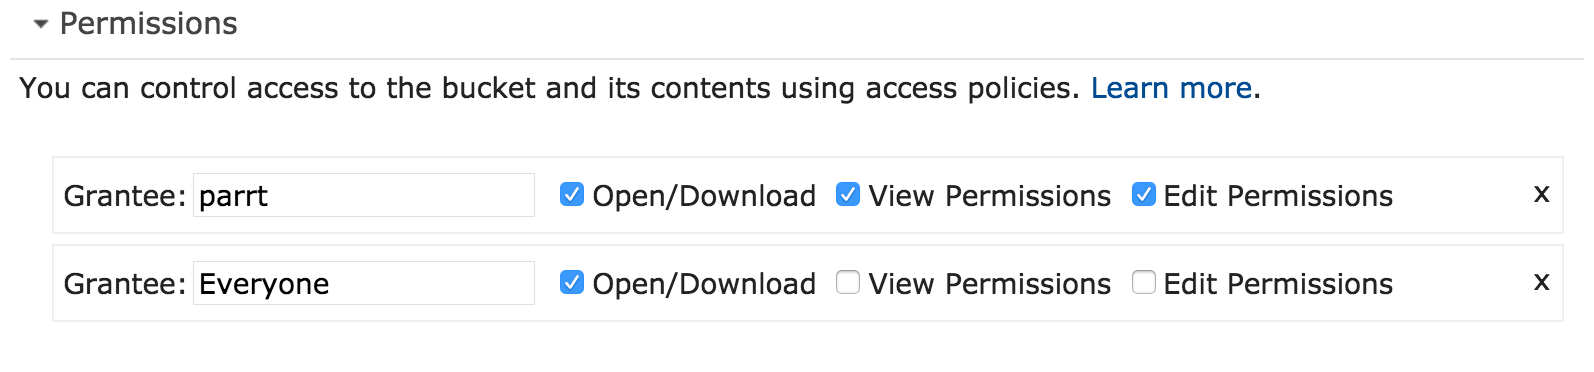 Permissions
You can control access to the bucket and its contents using access policies. Learn more.
Grantee: parrt Open/Download View Permissions Edit Permissions x
Grantee: Everyone Open/Download View Permissions Edit Permissions x